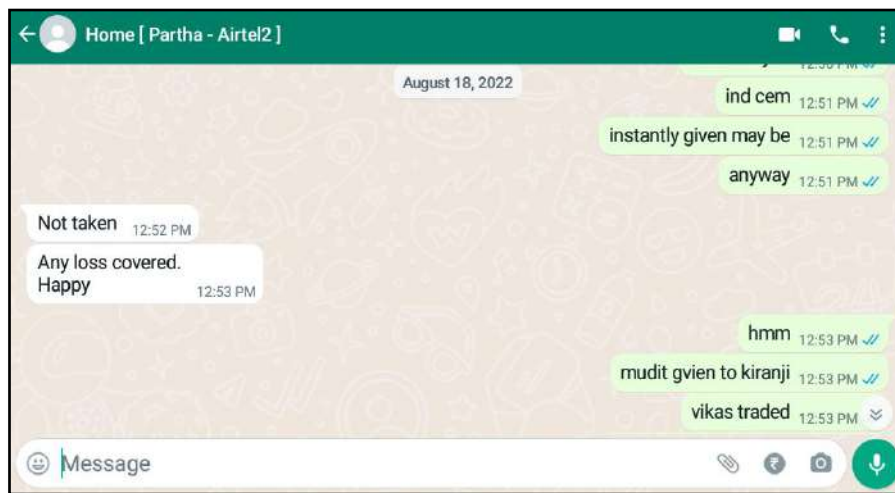 Home [ Partha - Airtel2 ]
August 18, 2022
ind cem 12:51 PM
instantly given may be 12:51 PM
anyway 12:51 PM
Not taken 12:52 PM
Any loss covered.
Happy 12:53 PM
hmm 12:53 PM
mudit gvien to kiranji 12:53 PM
vikas traded 12:53 PM
Message